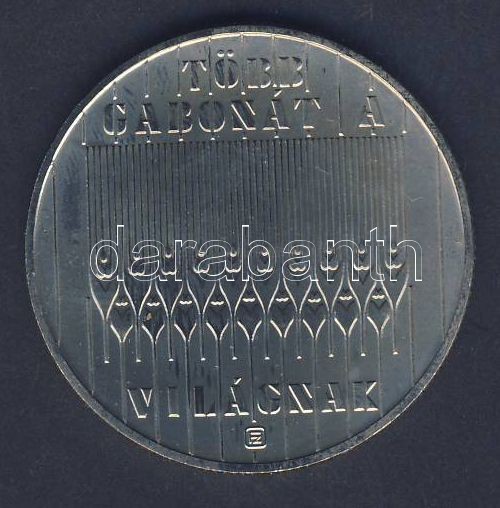 TÖBB
GABONÁT A
darabanth
VILÁGNAK